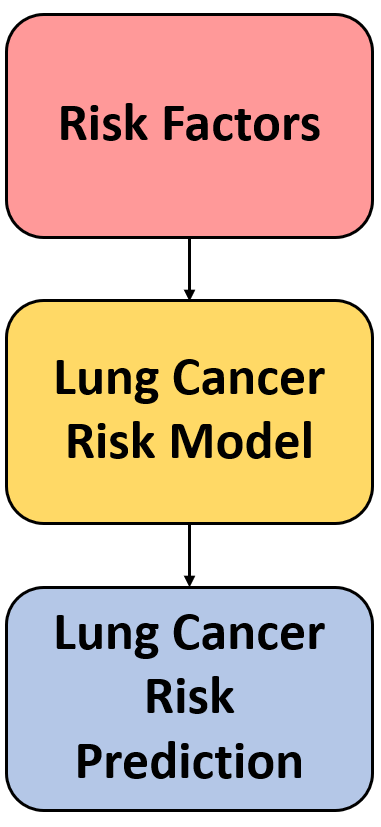 Risk Factors
Lung Cancer
Risk Model
Lung Cancer
Risk
Prediction